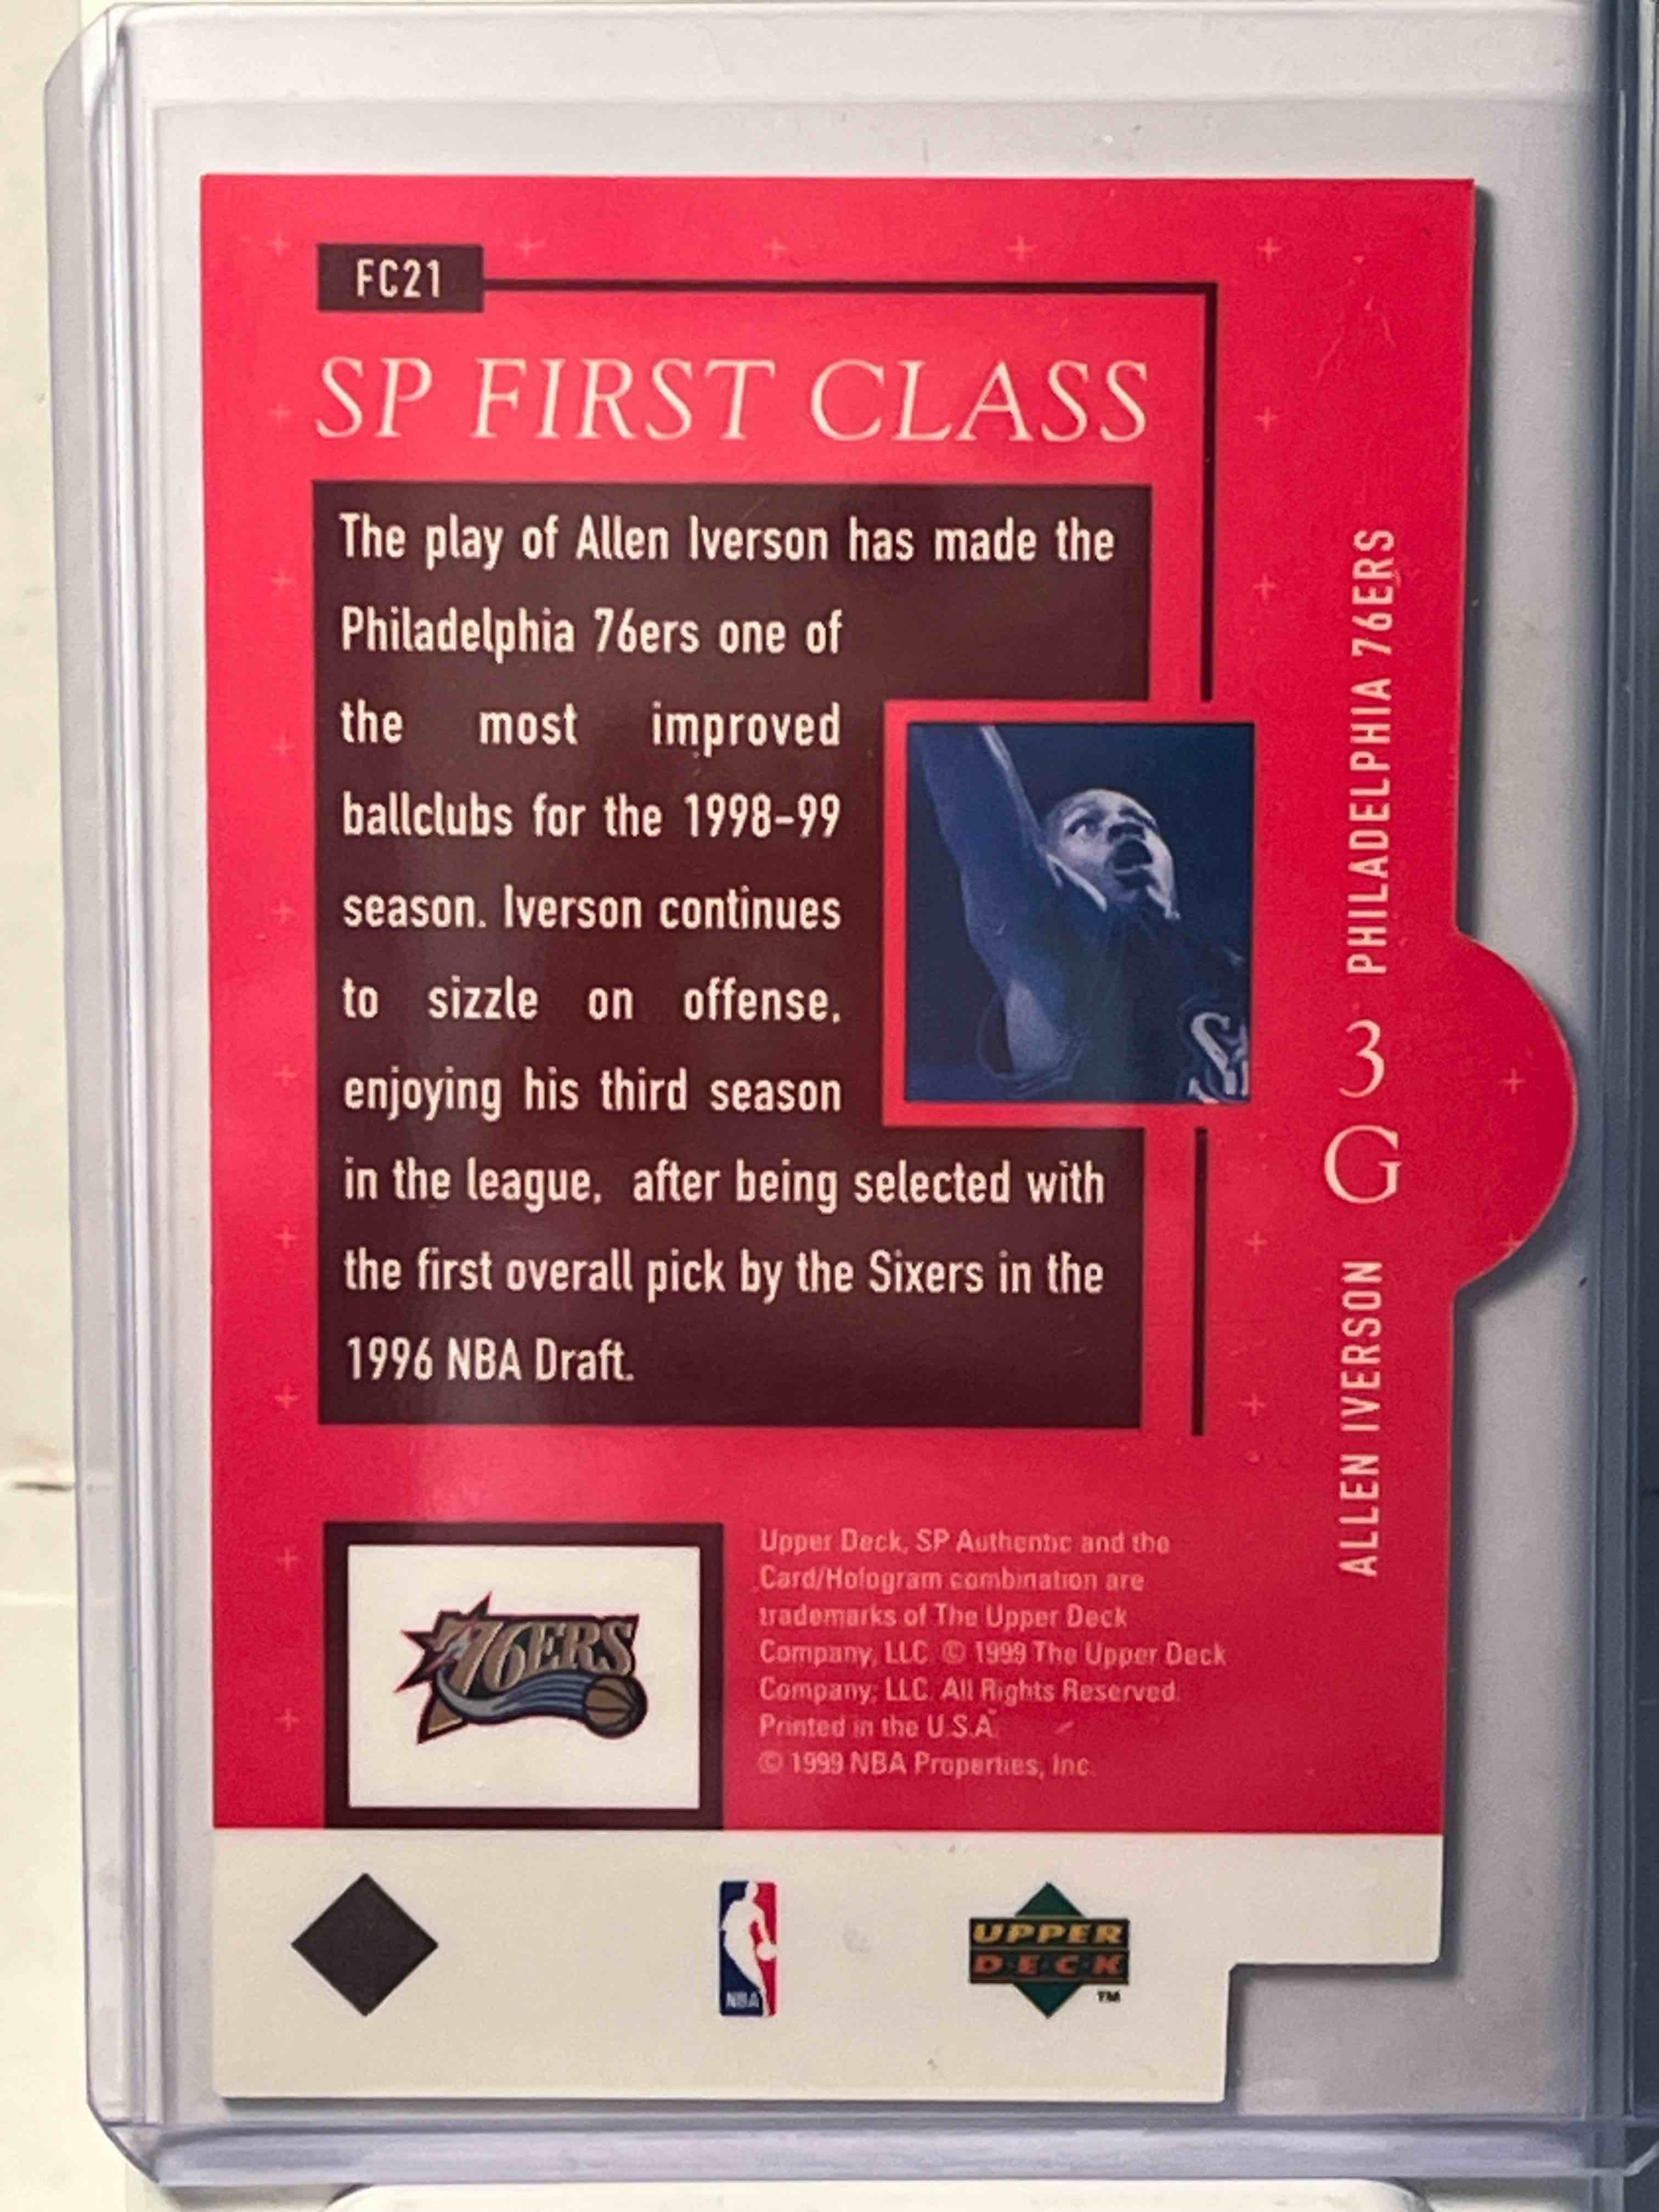 FC21
SP FIRST CLASS
The play of Allen Iverson has made the
Philadelphia 76ers one of
the most improved
ballclubs for the 1998-99
season. Iverson continues
to sizzle on offense,
enjoying his third season
in the league, after being selected with
the first overall pick by the Sixers in the
1996 NBA Draft.
ALLEN IVERSON G 3 PHILADELPHIA 76ERS
76ERS
Upper Deck, SP Authentic and the
Card/Hologram combination are
trademarks of The Upper Deck
Company, LLC. © 1999 The Upper Deck
Company, LLC. All Rights Reserved.
Printed in the U.S.A.
© 1999 NBA Properties, Inc.
NBA
UPPER
DECK
TM